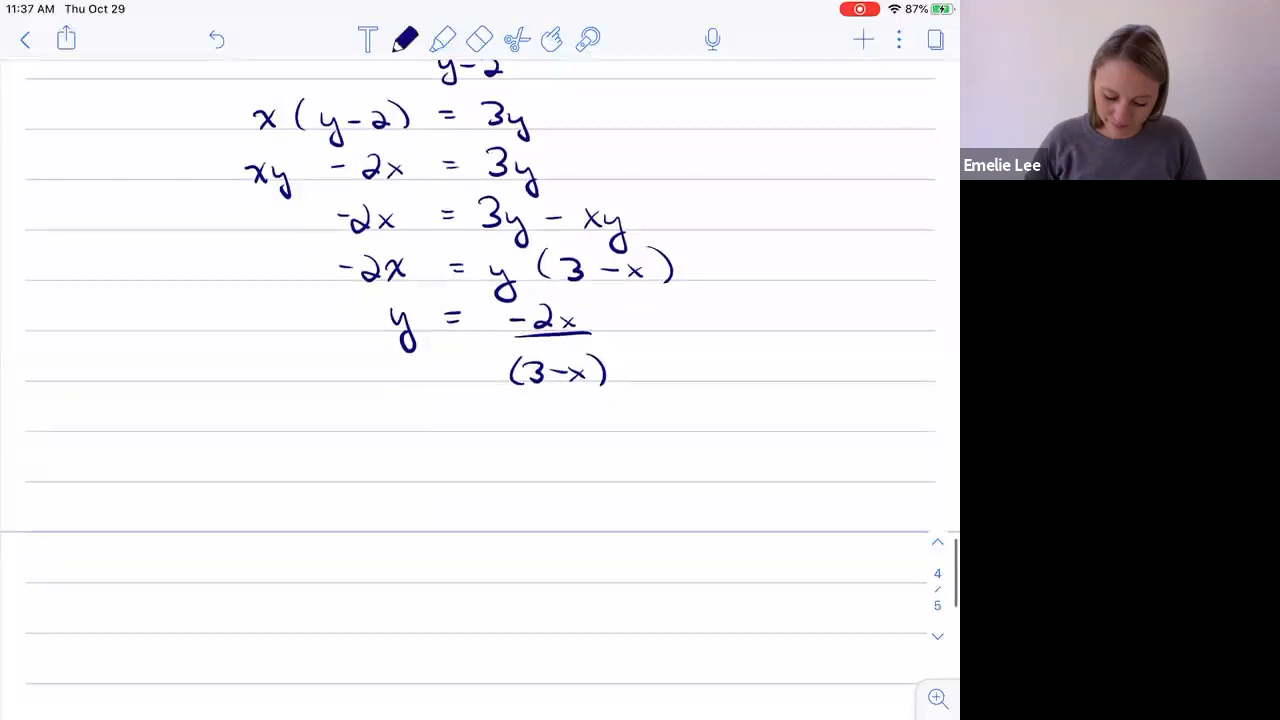 11:37 AM Thu Oct 29
87%
T
y-2
x (y-2) = 3y
xy - 2x = 3y
-2x = 3y - xy
-2x = y (3 -x)
y = -2x
(3-x)
4
/
5
Emelie Lee